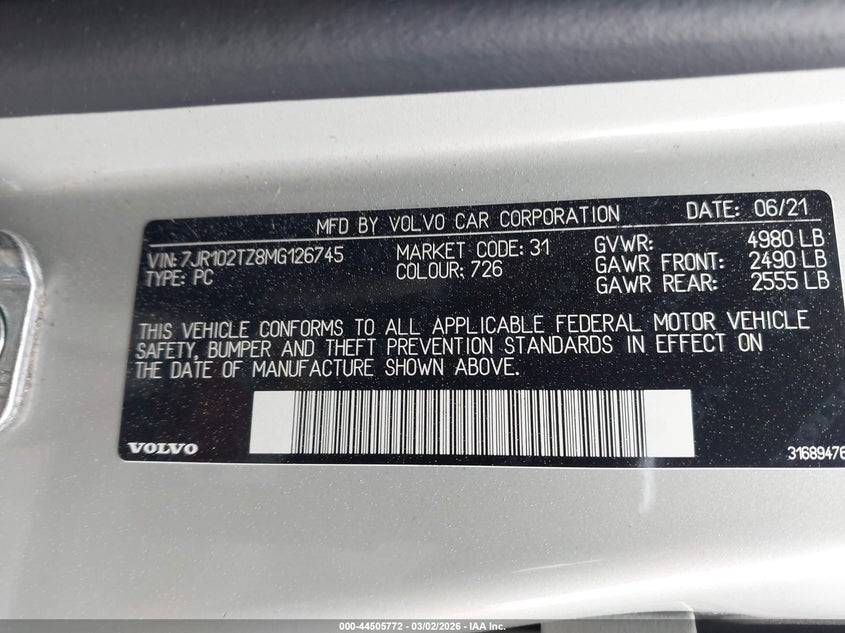 MFD BY VOLVO CAR CORPORATION DATE: 06/21
VIN: 7JR102TZ8MG126745 MARKET CODE: 31 GVWR: 4980 LB
TYPE: PC COLOUR: 726 GAWR FRONT: 2490 LB
GAWR REAR: 2555 LB
THIS VEHICLE CONFORMS TO ALL APPLICABLE FEDERAL MOTOR VEHICLE
SAFETY, BUMPER AND THEFT PREVENTION STANDARDS IN EFFECT ON
THE DATE OF MANUFACTURE SHOWN ABOVE.
VOLVO 31689476
000-44505772 — 03/02/2026 — IAA Inc.